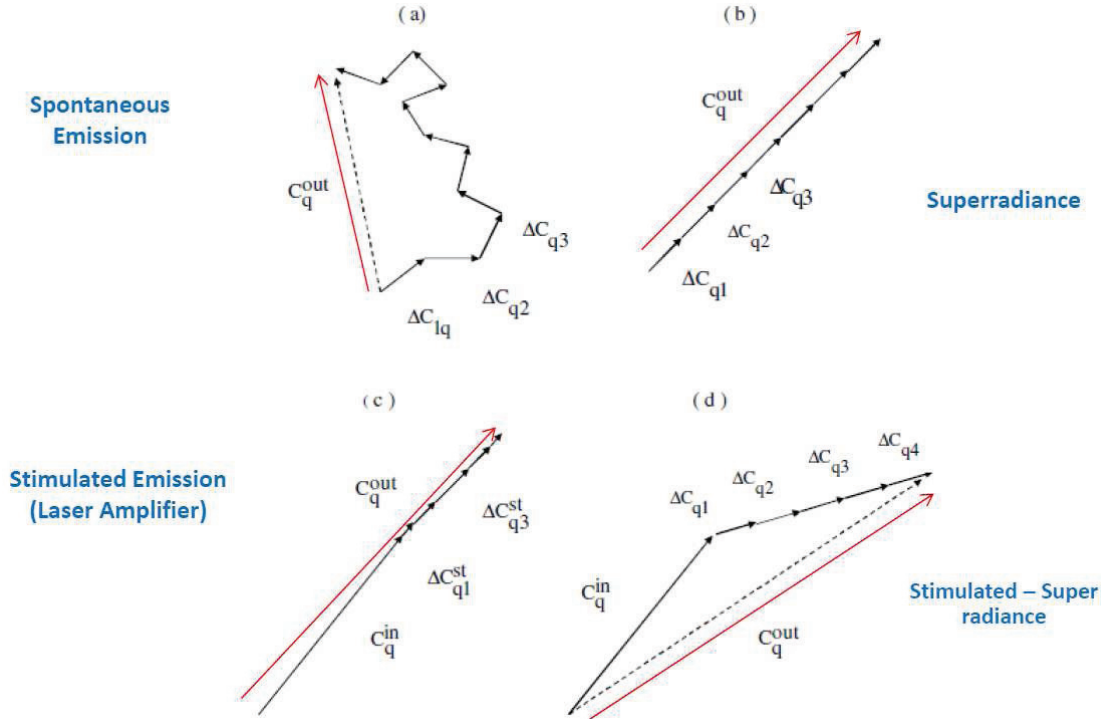 ( a )
Spontaneous
Emission
C_q^out
ΔC_q3
ΔC_q2
ΔC_1q
( b )
C_q^out
ΔC_q3
ΔC_q2
ΔC_q1
Superradiance
( c )
Stimulated Emission
(Laser Amplifier)
C_q^out
ΔC_q3^st
ΔC_q1^st
C_q^in
( d )
ΔC_q4
ΔC_q3
ΔC_q2
ΔC_q1
C_q^in
C_q^out
Stimulated – Super
radiance